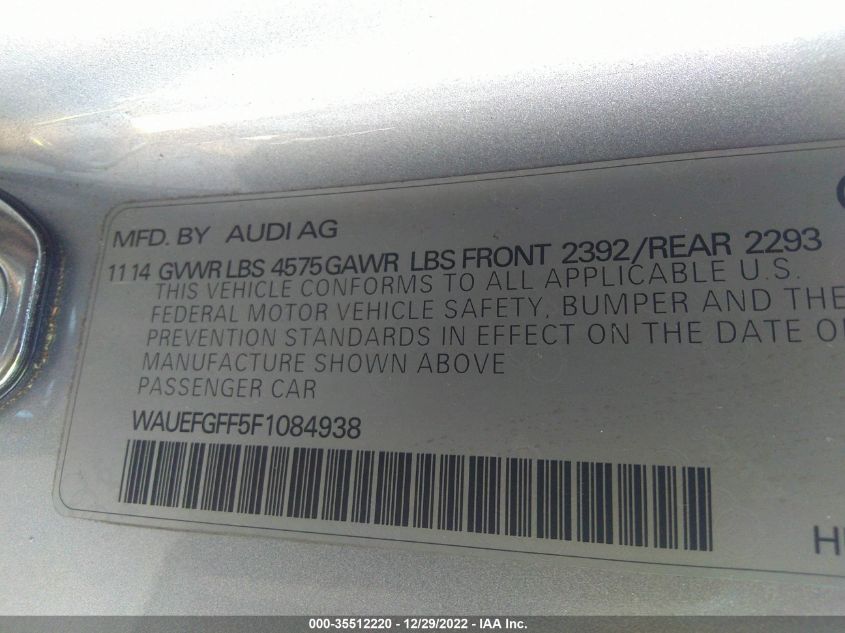 MFD. BY AUDI AG
1114 GVWR LBS 4575 GAWR LBS FRONT 2392/REAR 2293
THIS VEHICLE CONFORMS TO ALL APPLICABLE U.S.
FEDERAL MOTOR VEHICLE SAFETY, BUMPER AND THE
PREVENTION STANDARDS IN EFFECT ON THE DATE
MANUFACTURE SHOWN ABOVE
PASSENGER CAR
WAUEFGFF5F1084938
000-35512220 - 12/29/2022 - IAA Inc.